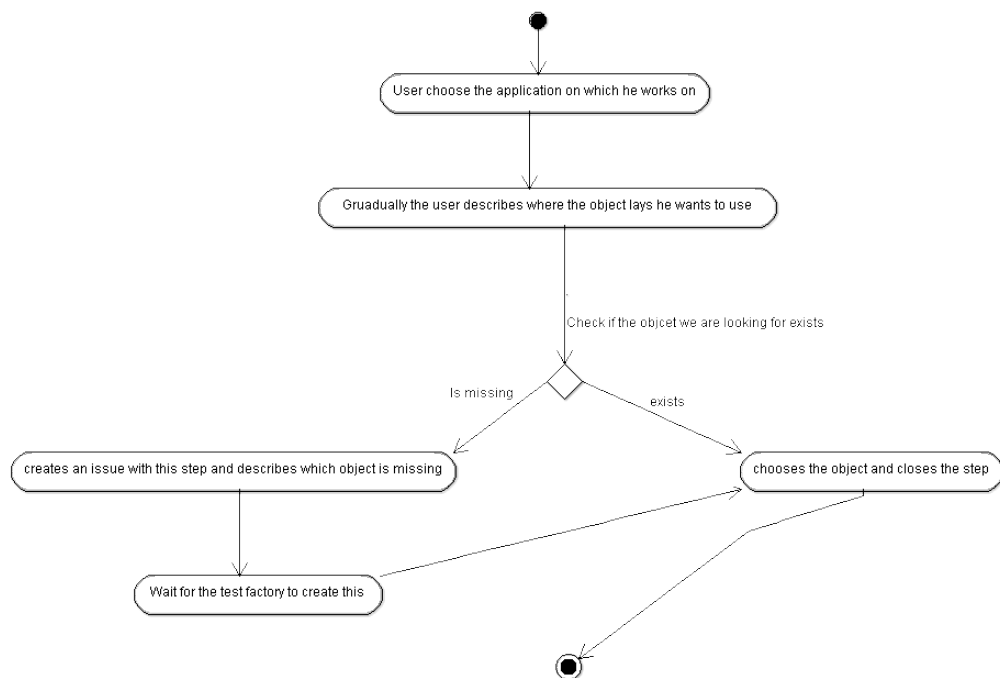 User choose the application on which he works on
Gruadually the user describes where the object lays he wants to use
Check if the objcet we are looking for exists
Is missing
exists
creates an issue with this step and describes which object is missing
chooses the object and closes the step
Wait for the test factory to create this